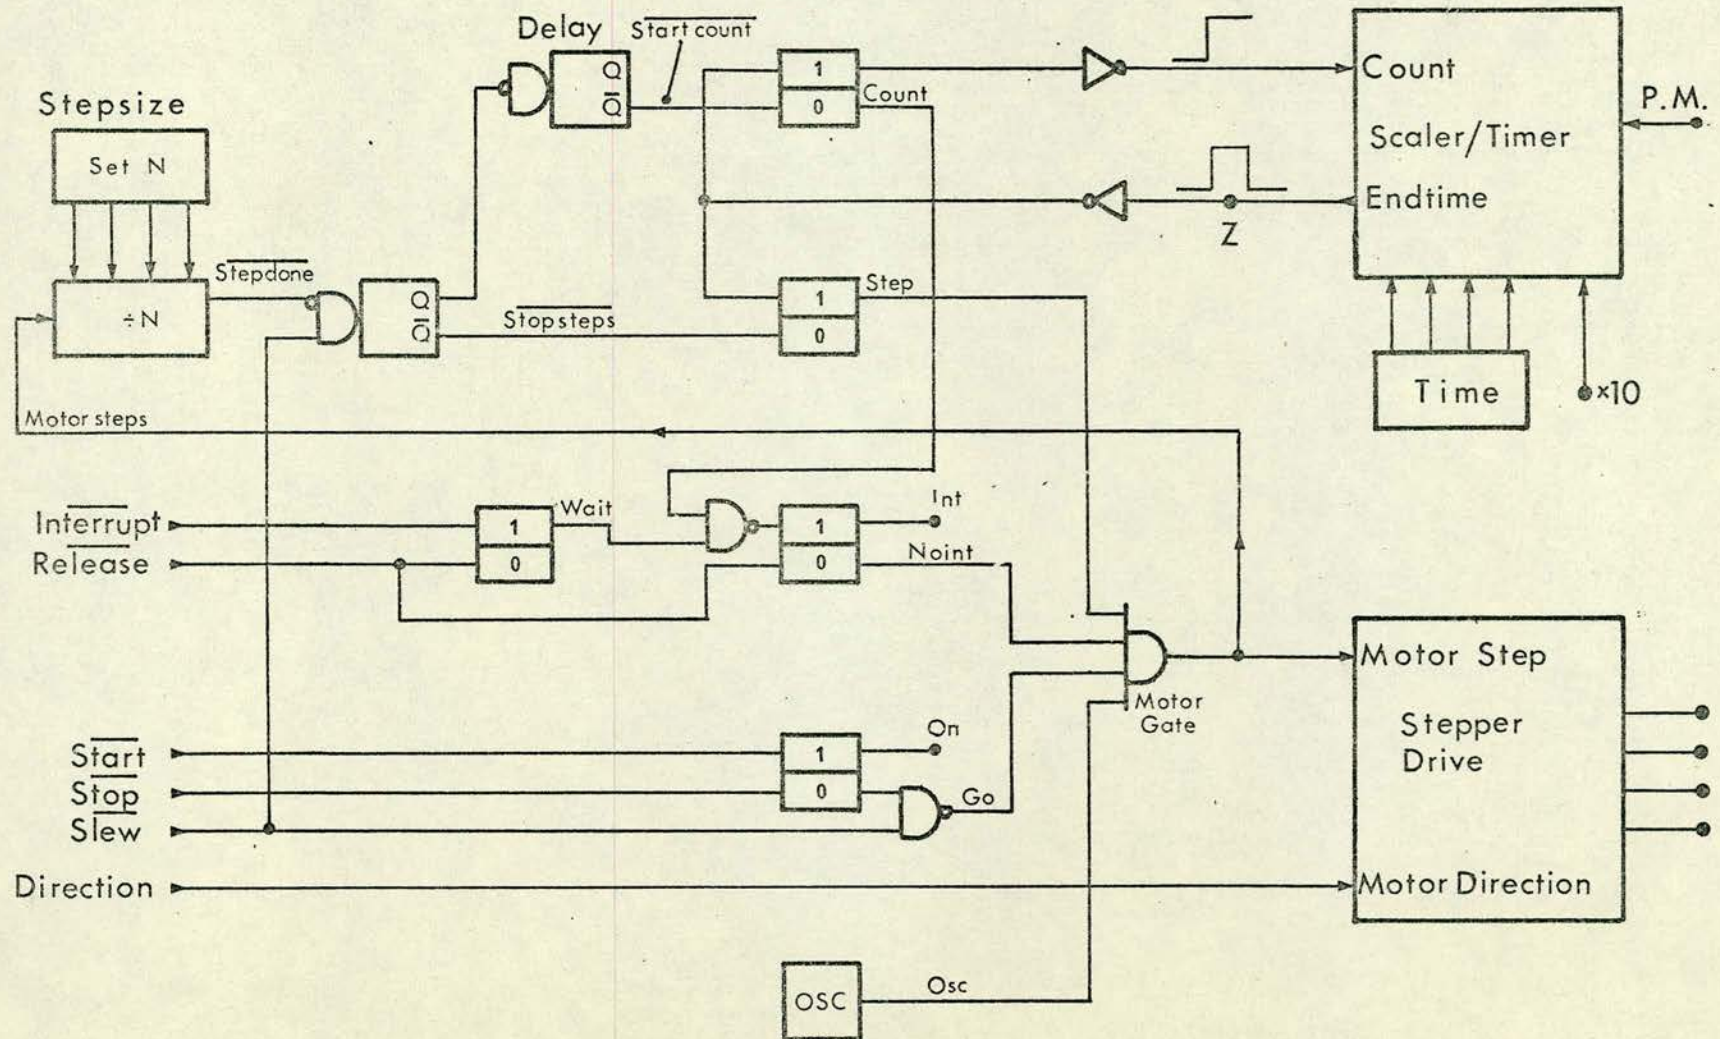 Delay
Start count
Stepsize
Set N
Q
Q̅
1
0
Count
Count
Scaler/Timer
Endtime
P.M.
Z
Stepdone
÷N
Q
Q̅
Stopsteps
1
0
Step
Time
×10
Motor steps
Interrupt
Release
1
0
Wait
1
0
Int
Noint
Motor Step
Stepper
Drive
Motor Direction
Motor
Gate
Start
Stop
Slew
Direction
1
0
On
Go
OSC
Osc